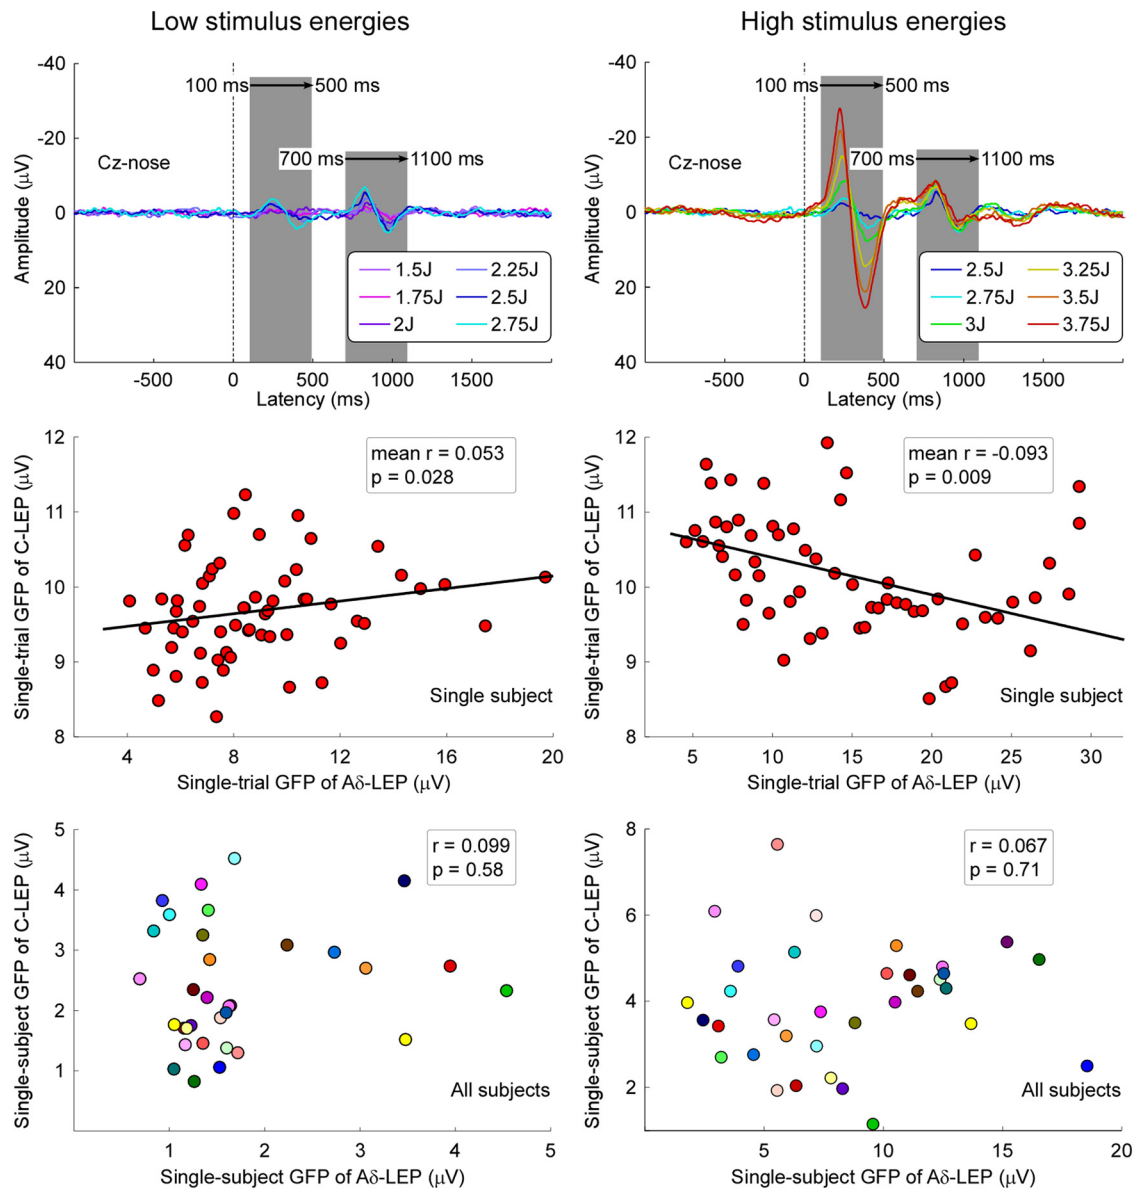 Low stimulus energies
High stimulus energies
Amplitude (µV)
-40
-20
0
20
40
100 ms
500 ms
700 ms
1100 ms
Cz-nose
1.5J
2.25J
1.75J
2.5J
2J
2.75J
-500
0
500
1000
1500
Latency (ms)
Amplitude (µV)
-40
-20
0
20
40
100 ms
500 ms
700 ms
1100 ms
Cz-nose
2.5J
3.25J
2.75J
3.5J
3J
3.75J
-500
0
500
1000
1500
Latency (ms)
Single-trial GFP of C-LEP (µV)
12
11
10
9
8
mean r = 0.053
p = 0.028
Single subject
4
8
12
16
20
Single-trial GFP of Aδ-LEP (µV)
Single-trial GFP of C-LEP (µV)
12
11
10
9
8
mean r = -0.093
p = 0.009
Single subject
5
10
15
20
25
30
Single-trial GFP of Aδ-LEP (µV)
Single-subject GFP of C-LEP (µV)
5
4
3
2
1
r = 0.099
p = 0.58
All subjects
1
2
3
4
5
Single-subject GFP of Aδ-LEP (µV)
Single-subject GFP of C-LEP (µV)
8
6
4
2
r = 0.067
p = 0.71
All subjects
5
10
15
20
Single-subject GFP of Aδ-LEP (µV)